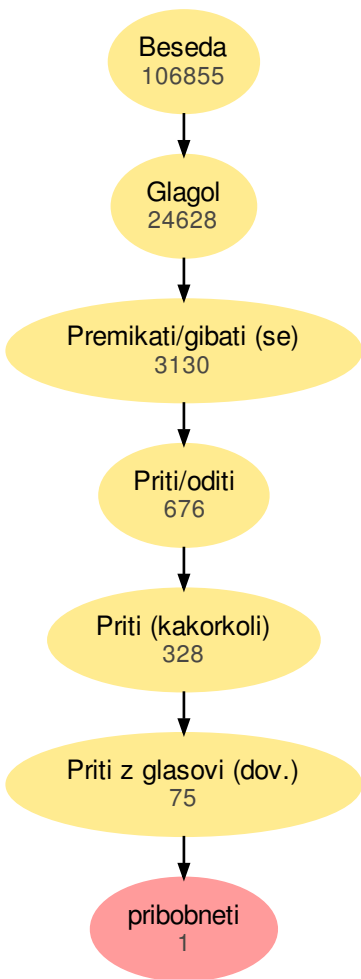 Beseda
106855
Glagol
24628
Premikati/gibati (se)
3130
Priti/oditi
676
Priti (kakorkoli)
328
Priti z glasovi (dov.)
75
pribobneti
1